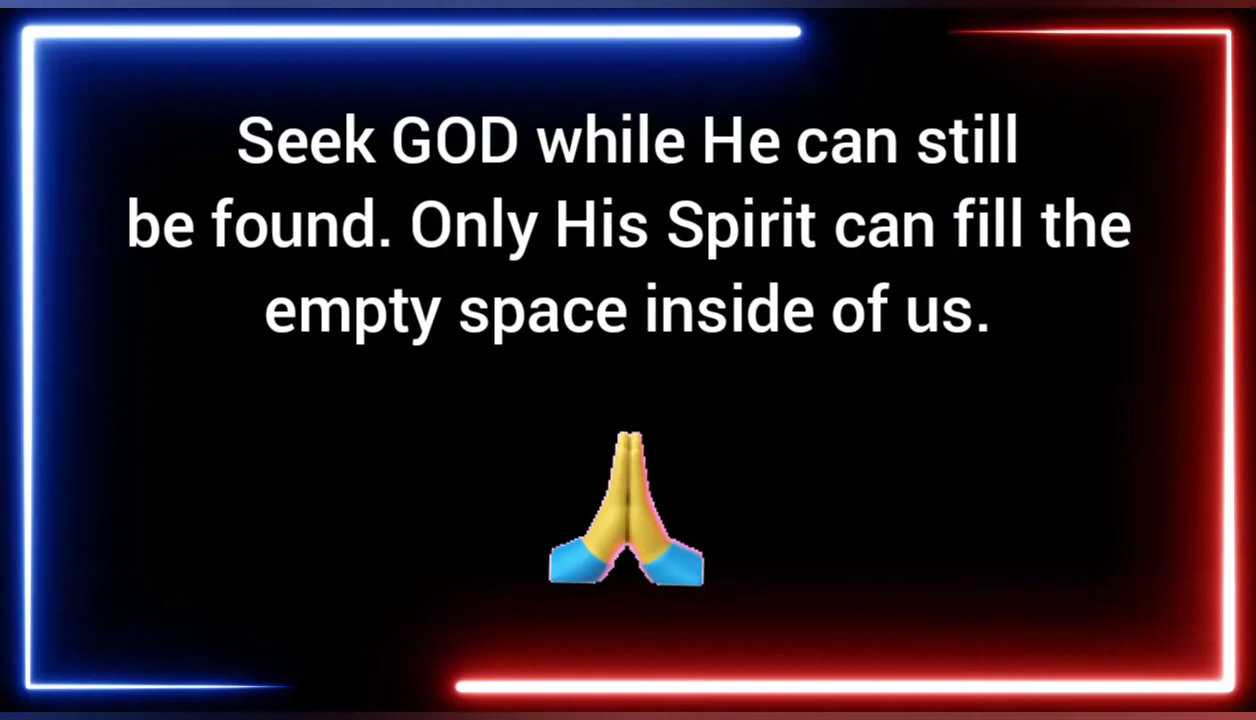 Seek GOD while He can still
be found. Only His Spirit can fill the
empty space inside of us.